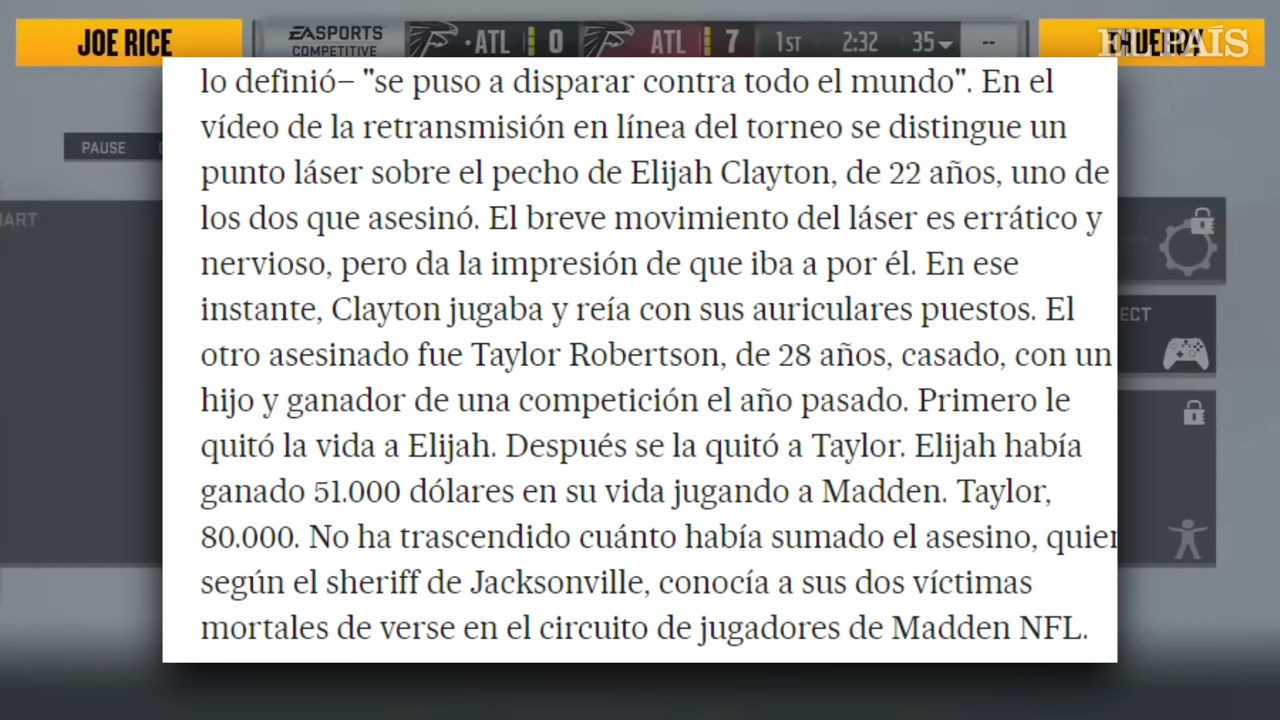 JOE RICE
EA SPORTS
COMPETITIVE
·ATL 0
ATL 7
1ST
2:32
35
--
EL PAÍS
PAUSE
lo definió– "se puso a disparar contra todo el mundo". En el
vídeo de la retransmisión en línea del torneo se distingue un
punto láser sobre el pecho de Elijah Clayton, de 22 años, uno de
los dos que asesinó. El breve movimiento del láser es errático y
nervioso, pero da la impresión de que iba a por él. En ese
instante, Clayton jugaba y reía con sus auriculares puestos. El
otro asesinado fue Taylor Robertson, de 28 años, casado, con un
hijo y ganador de una competición el año pasado. Primero le
quitó la vida a Elijah. Después se la quitó a Taylor. Elijah había
ganado 51.000 dólares en su vida jugando a Madden. Taylor,
80.000. No ha trascendido cuánto había sumado el asesino, quien
según el sheriff de Jacksonville, conocía a sus dos víctimas
mortales de verse en el circuito de jugadores de Madden NFL.